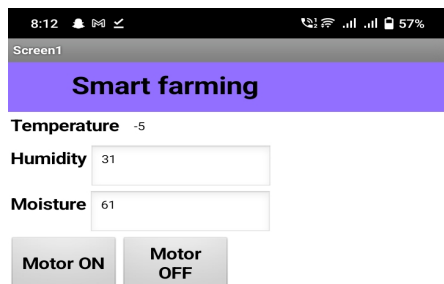 8:12 57%
Screen1
Smart farming
Temperature -5
Humidity 31
Moisture 61
Motor ON Motor
OFF